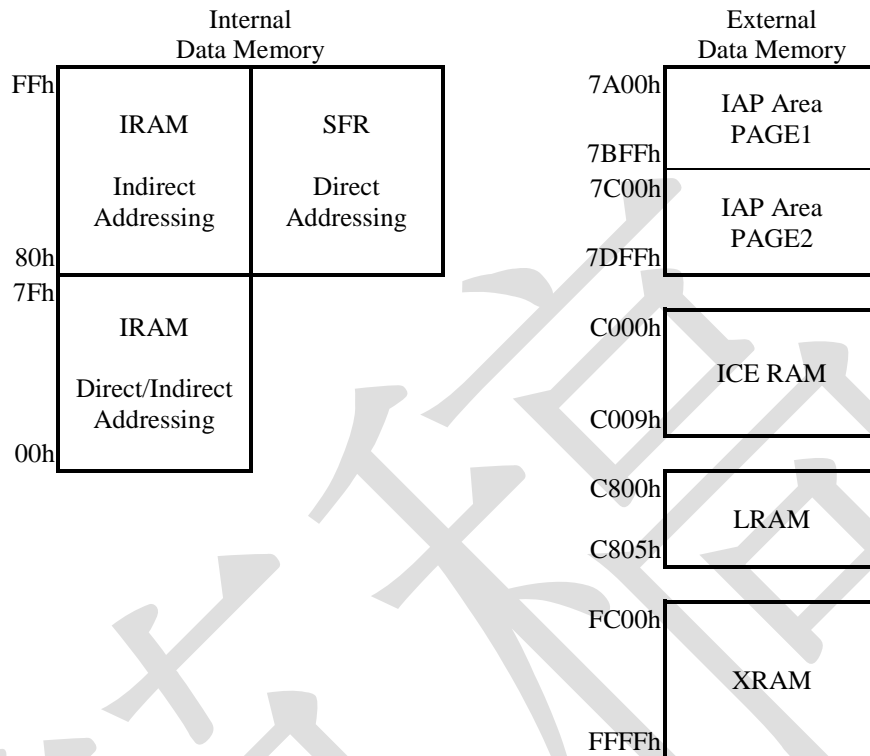 Internal
Data Memory
FFh
IRAM
Indirect
Addressing
80h
SFR
Direct
Addressing
7Fh
IRAM
Direct/Indirect
Addressing
00h
External
Data Memory
7A00h
IAP Area
PAGE1
7BFFh
7C00h
IAP Area
PAGE2
7DFFh
C000h
ICE RAM
C009h
C800h
LRAM
C805h
FC00h
XRAM
FFFFh